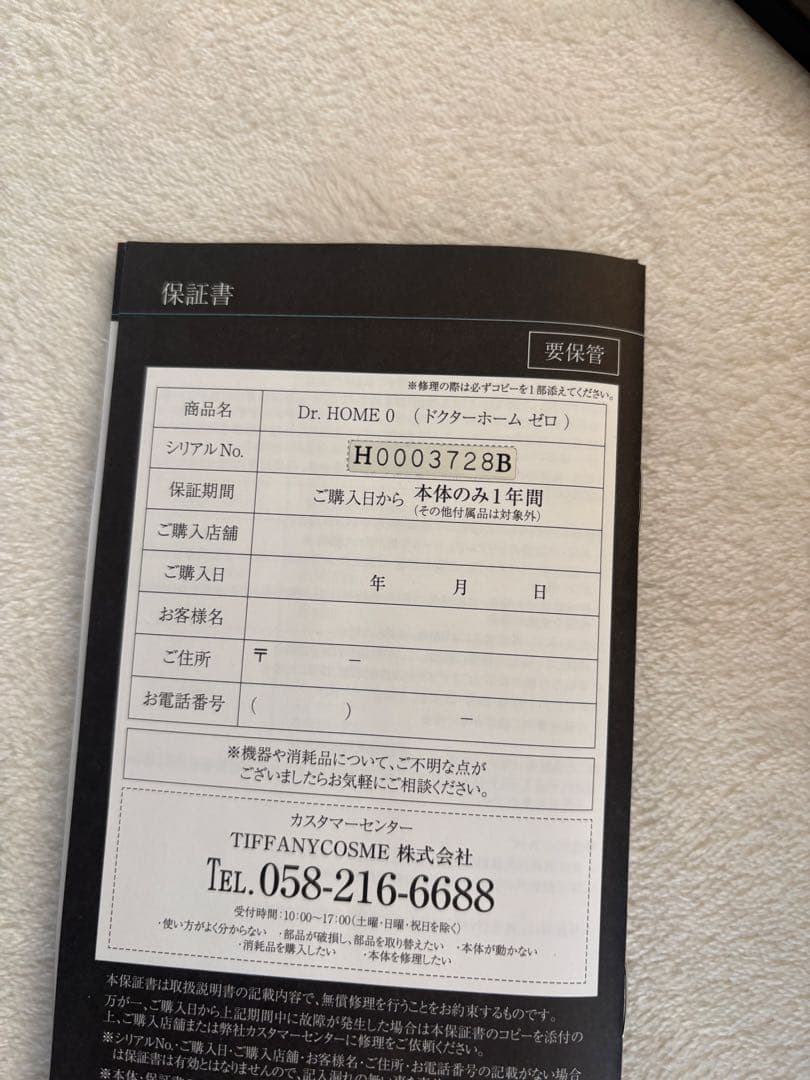 保証書
要保管
※修理の際は必ずコピーを1部添えてください。
商品名 Dr. HOME 0 （ドクターホーム ゼロ）
シリアルNo. H0003728B
保証期間 ご購入日から 本体のみ1年間
（その他付属品は対象外）
ご購入店舗
ご購入日 年 月 日
お客様名
ご住所 〒 −
お電話番号 （ ） −
※機器や消耗品について、ご不明な点が
ございましたらお気軽にご相談ください。
カスタマーセンター
TIFFANYCOSME 株式会社
TEL.058-216-6688
受付時間：10:00〜17:00（土曜・日曜・祝日を除く）
・使い方がよく分からない ・部品が破損し、部品を取り替えたい ・本体が動かない
・消耗品を購入したい ・本体を修理したい
本保証書は取扱説明書の記載内容で、無償修理を行うことをお約束するものです。
万が一、ご購入日から上記期間中に故障が発生した場合は本保証書のコピーを添付の
上、ご購入店舗または弊社カスタマーセンターに修理をご依頼ください。
※シリアルNo.・ご購入日・ご購入店舗・お客様名・ご住所・お電話番号の記載がない場合
は保証書は有効とはなりませんので、記入漏れの無い
※本体・保証書の